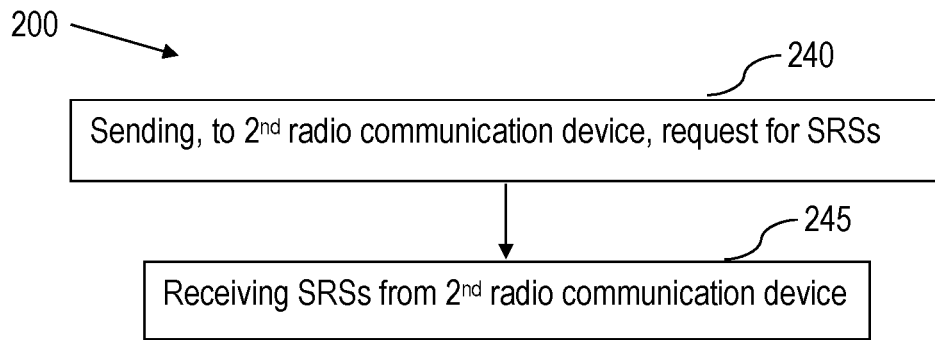 200
240
Sending, to 2nd radio communication device, request for SRSs
245
Receiving SRSs from 2nd radio communication device